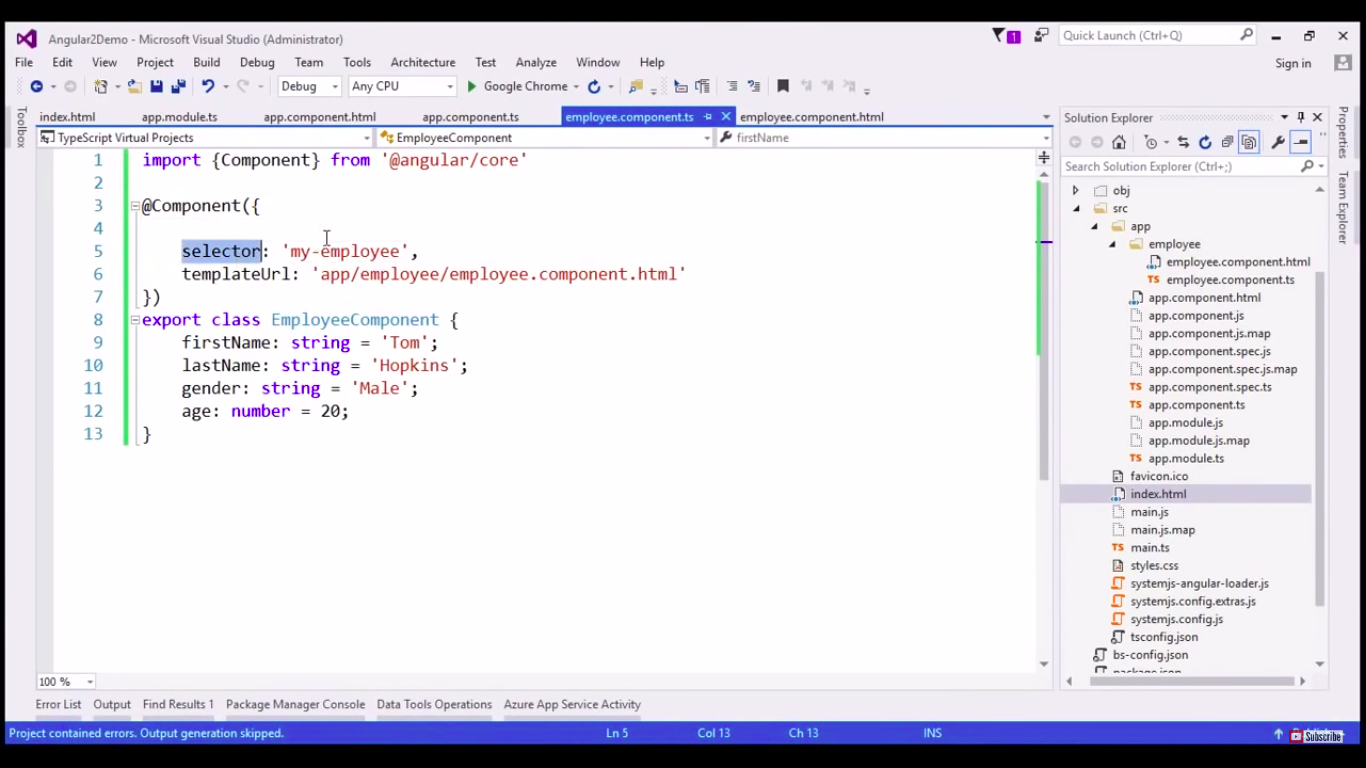 Angular2Demo - Microsoft Visual Studio (Administrator)
1
Quick Launch (Ctrl+Q)
File Edit View Project Build Debug Team Tools Architecture Test Analyze Window Help
Sign in
Debug Any CPU Google Chrome
Toolbox
index.html app.module.ts app.component.html app.component.ts employee.component.ts employee.component.html
TypeScript Virtual Projects EmployeeComponent firstName
1 import {Component} from '@angular/core'
2
3 @Component({
4
5 selector: 'my-employee',
6 templateUrl: 'app/employee/employee.component.html'
7 })
8 export class EmployeeComponent {
9 firstName: string = 'Tom';
10 lastName: string = 'Hopkins';
11 gender: string = 'Male';
12 age: number = 20;
13 }
100 %
Solution Explorer
Search Solution Explorer (Ctrl+;)
obj
src
app
employee
employee.component.html
TS employee.component.ts
app.component.html
app.component.js
app.component.js.map
app.component.spec.js
app.component.spec.js.map
TS app.component.spec.ts
TS app.component.ts
app.module.js
app.module.js.map
TS app.module.ts
favicon.ico
index.html
main.js
main.js.map
TS main.ts
styles.css
systemjs-angular-loader.js
systemjs.config.extras.js
systemjs.config.js
tsconfig.json
bs-config.json
package.json
Properties
Team Explorer
Error List Output Find Results 1 Package Manager Console Data Tools Operations Azure App Service Activity
Project contained errors. Output generation skipped. Ln 5 Col 13 Ch 13 INS
Subscribe